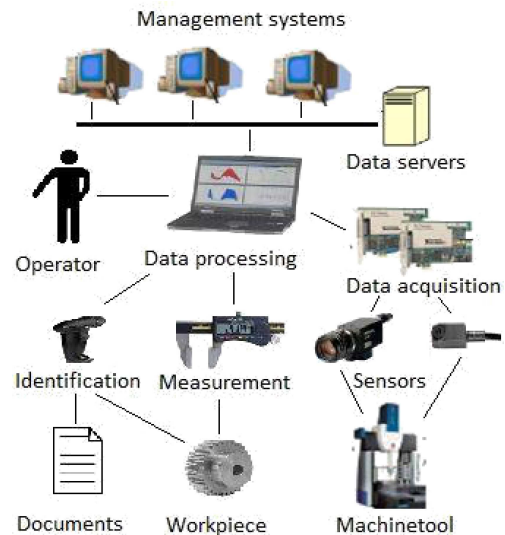 Management systems
Data servers
Operator
Data processing
Data acquisition
Identification
Measurement
Sensors
Documents
Workpiece
Machinetool